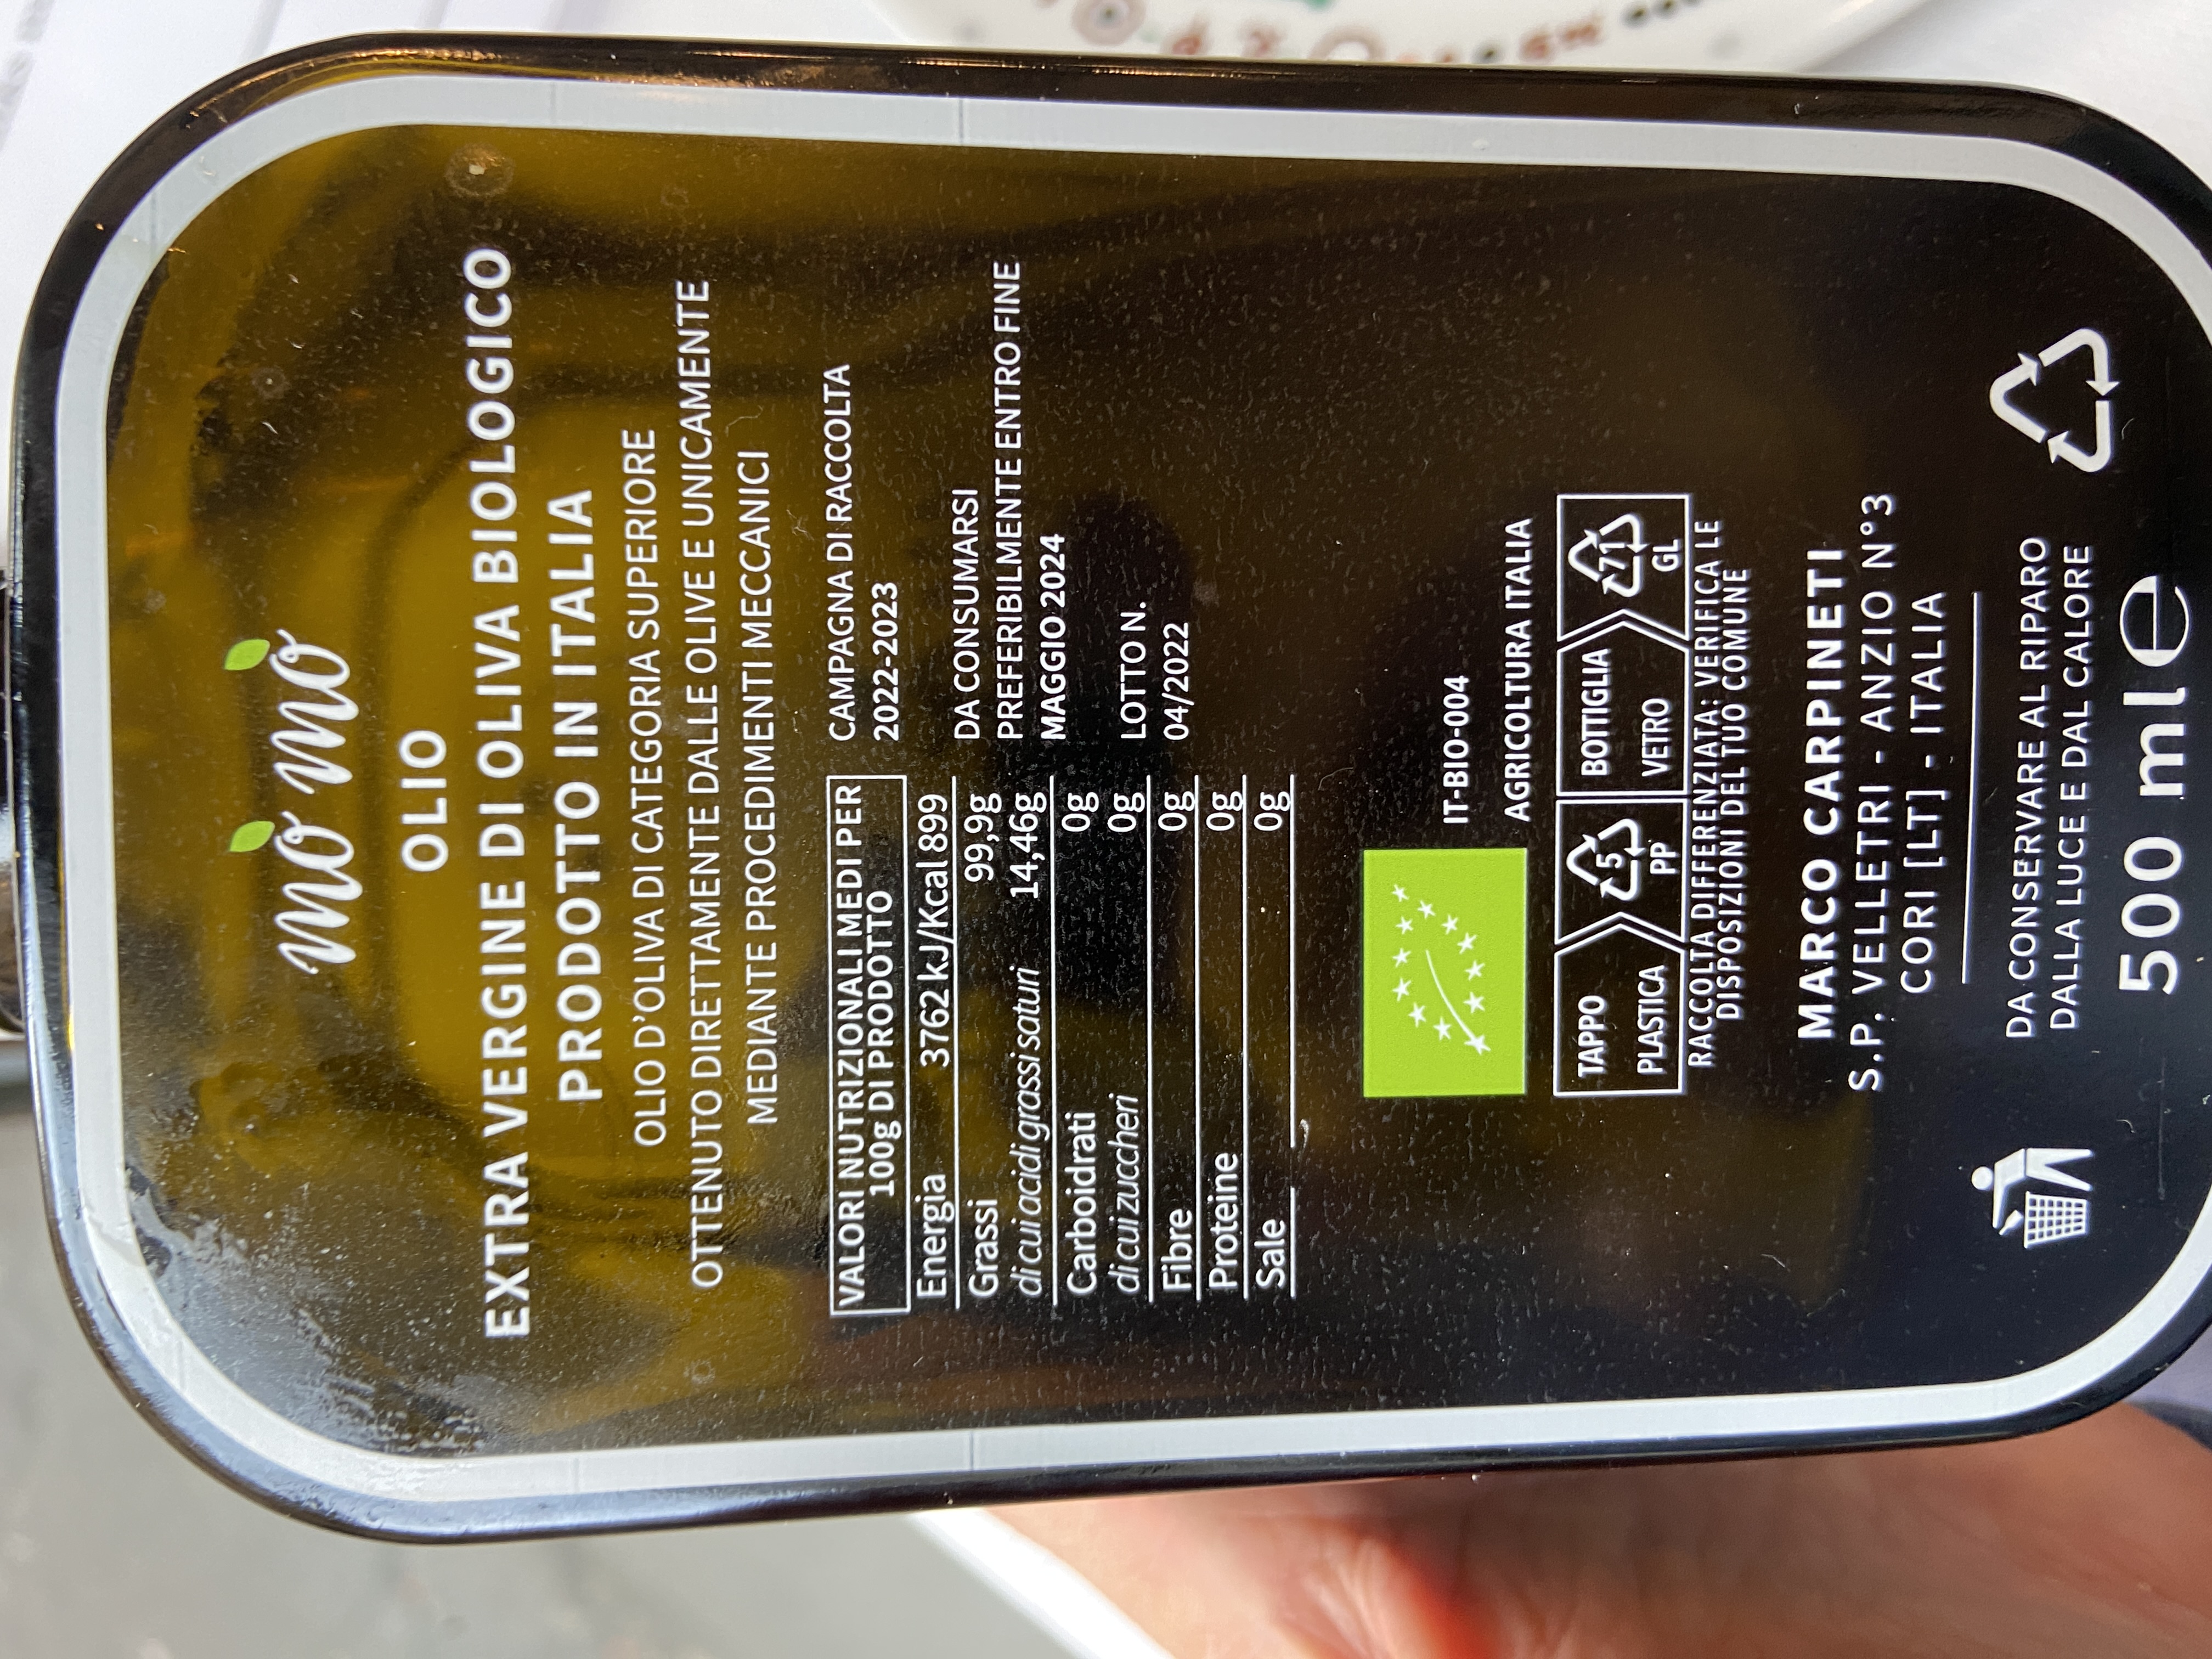 mò mò
OLIO
EXTRA VERGINE DI OLIVA BIOLOGICO
PRODOTTO IN ITALIA
OLIO D'OLIVA DI CATEGORIA SUPERIORE
OTTENUTO DIRETTAMENTE DALLE OLIVE E UNICAMENTE
MEDIANTE PROCEDIMENTI MECCANICI
VALORI NUTRIZIONALI MEDI PER
100g DI PRODOTTO
Energia 3762 kJ/Kcal 899
Grassi 99,9g
di cui acidi grassi saturi 14,46g
Carboidrati 0g
di cui zuccheri 0g
Fibre 0g
Proteine 0g
Sale 0g
CAMPAGNA DI RACCOLTA
2022-2023
DA CONSUMARSI
PREFERIBILMENTE ENTRO FINE
MAGGIO 2024
LOTTO N.
04/2022
IT-BIO-004
AGRICOLTURA ITALIA
TAPPO
PLASTICA
5
PP
BOTTIGLIA
VETRO
71
GL
RACCOLTA DIFFERENZIATA: VERIFICA LE
DISPOSIZIONI DEL TUO COMUNE
MARCO CARPINETI
S.P. VELLETRI - ANZIO N°3
CORI [LT] - ITALIA
DA CONSERVARE AL RIPARO
DALLA LUCE E DAL CALORE
500 ml e